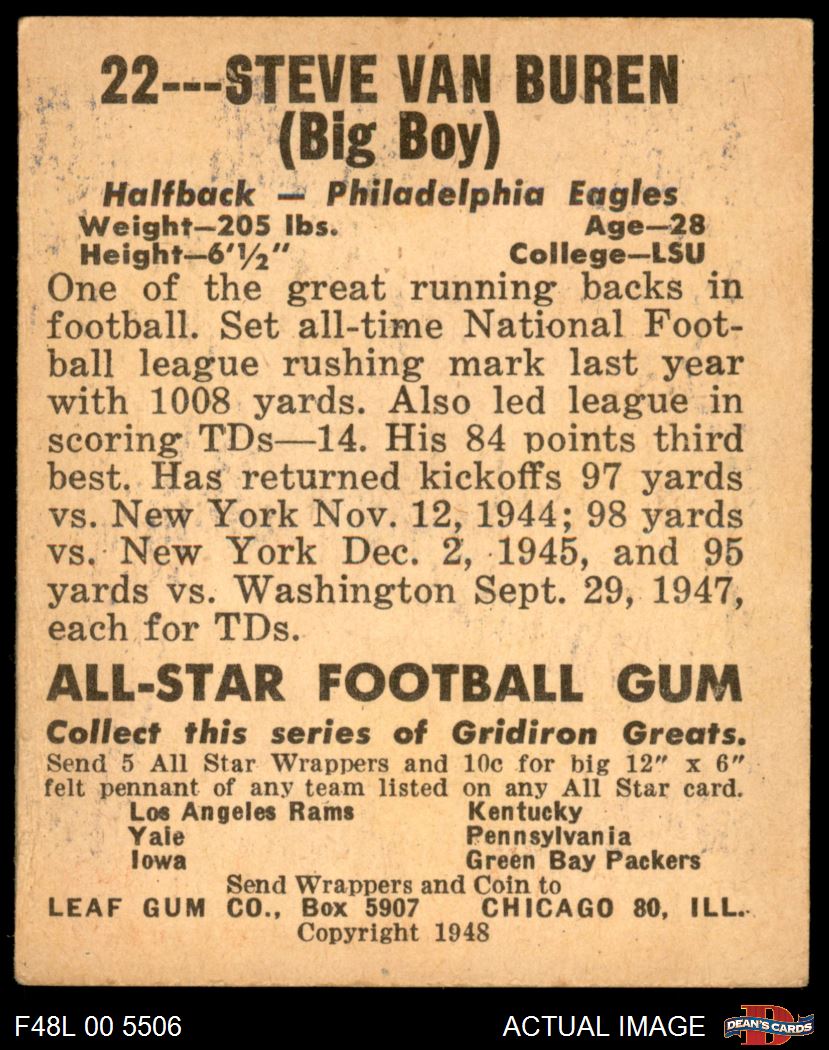 22---STEVE VAN BUREN
(Big Boy)
Halfback — Philadelphia Eagles
Weight—205 lbs. Age—28
Height—6'½" College—LSU
One of the great running backs in
football. Set all-time National Foot-
ball league rushing mark last year
with 1008 yards. Also led league in
scoring TDs—14. His 84 points third
best. Has returned kickoffs 97 yards
vs. New York Nov. 12, 1944; 98 yards
vs. New York Dec. 2, 1945, and 95
yards vs. Washington Sept. 29, 1947,
each for TDs.
ALL-STAR FOOTBALL GUM
Collect this series of Gridiron Greats.
Send 5 All Star Wrappers and 10c for big 12" x 6"
felt pennant of any team listed on any All Star card.
Los Angeles Rams Kentucky
Yale Pennsylvania
Iowa Green Bay Packers
Send Wrappers and Coin to
LEAF GUM CO., Box 5907 CHICAGO 80, ILL.
Copyright 1948
F48L 00 5506 ACTUAL IMAGE D DEAN'S CARDS